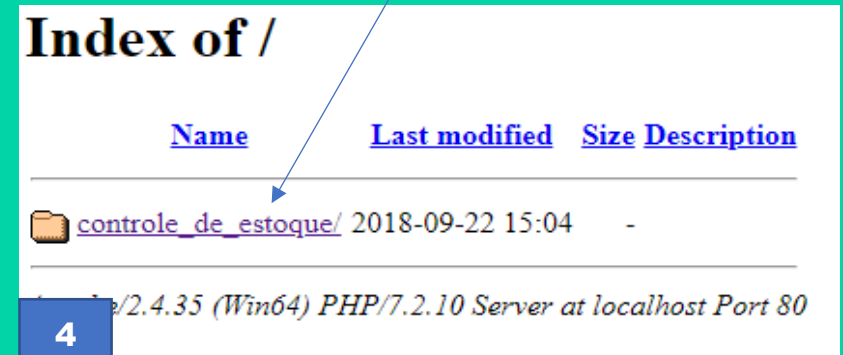 Index of /
Name Last modified Size Description
controle_de_estoque/ 2018-09-22 15:04 -
/2.4.35 (Win64) PHP/7.2.10 Server at localhost Port 80
4